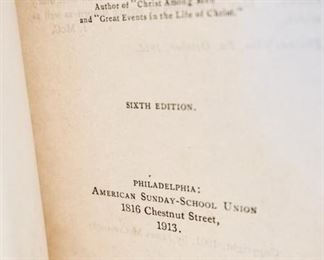 Author of "Christ Among Men"
and "Great Events in the Life of Christ."
SIXTH EDITION.
PHILADELPHIA:
AMERICAN SUNDAY-SCHOOL UNION
1816 Chestnut Street,
1913.